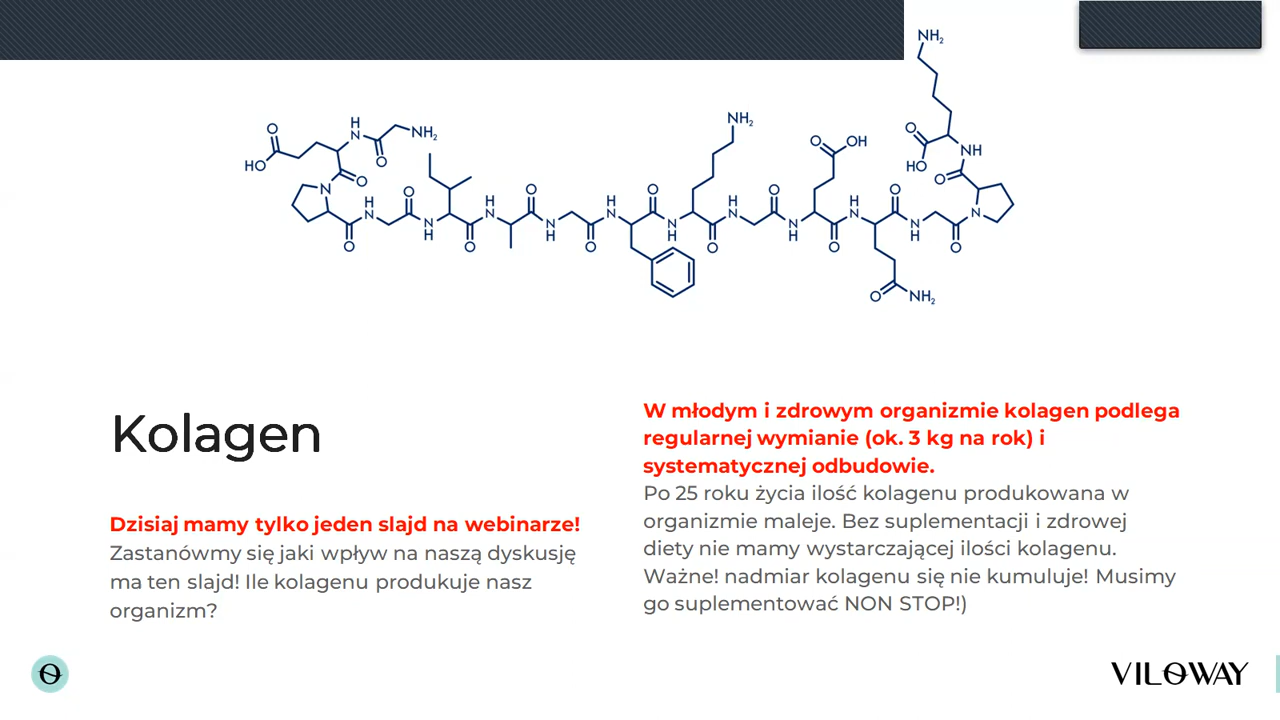 NH₂
O
H
N
NH₂
HO
O
O
N
H
N
O
O
N
H
O
H
N
O
N
H
O
H
N
O
N
H
NH₂
O
H
N
O
N
H
O
OH
O
H
N
O
N
H
O
NH₂
O
N
O
HO
NH
O
Kolagen
Dzisiaj mamy tylko jeden slajd na webinarze!
Zastanówmy się jaki wpływ na naszą dyskusję
ma ten slajd! Ile kolagenu produkuje nasz
organizm?
W młodym i zdrowym organizmie kolagen podlega
regularnej wymianie (ok. 3 kg na rok) i
systematycznej odbudowie.
Po 25 roku życia ilość kolagenu produkowana w
organizmie maleje. Bez suplementacji i zdrowej
diety nie mamy wystarczającej ilości kolagenu.
Ważne! nadmiar kolagenu się nie kumuluje! Musimy
go suplementować NON STOP!)
VILOWAY